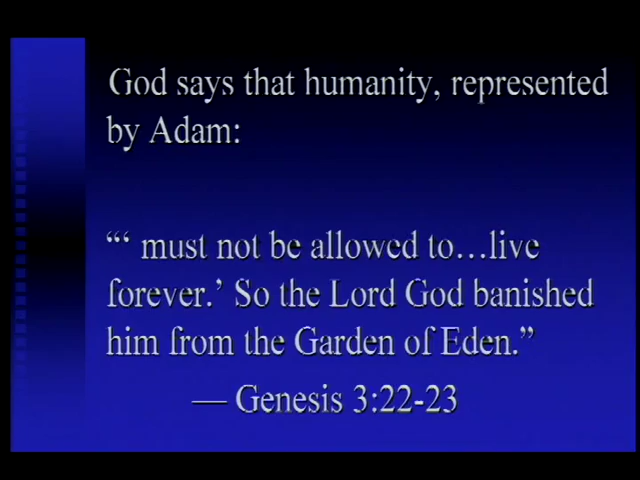 God says that humanity, represented
by Adam:
“‘ must not be allowed to…live
forever.’ So the Lord God banished
him from the Garden of Eden.”
— Genesis 3:22-23